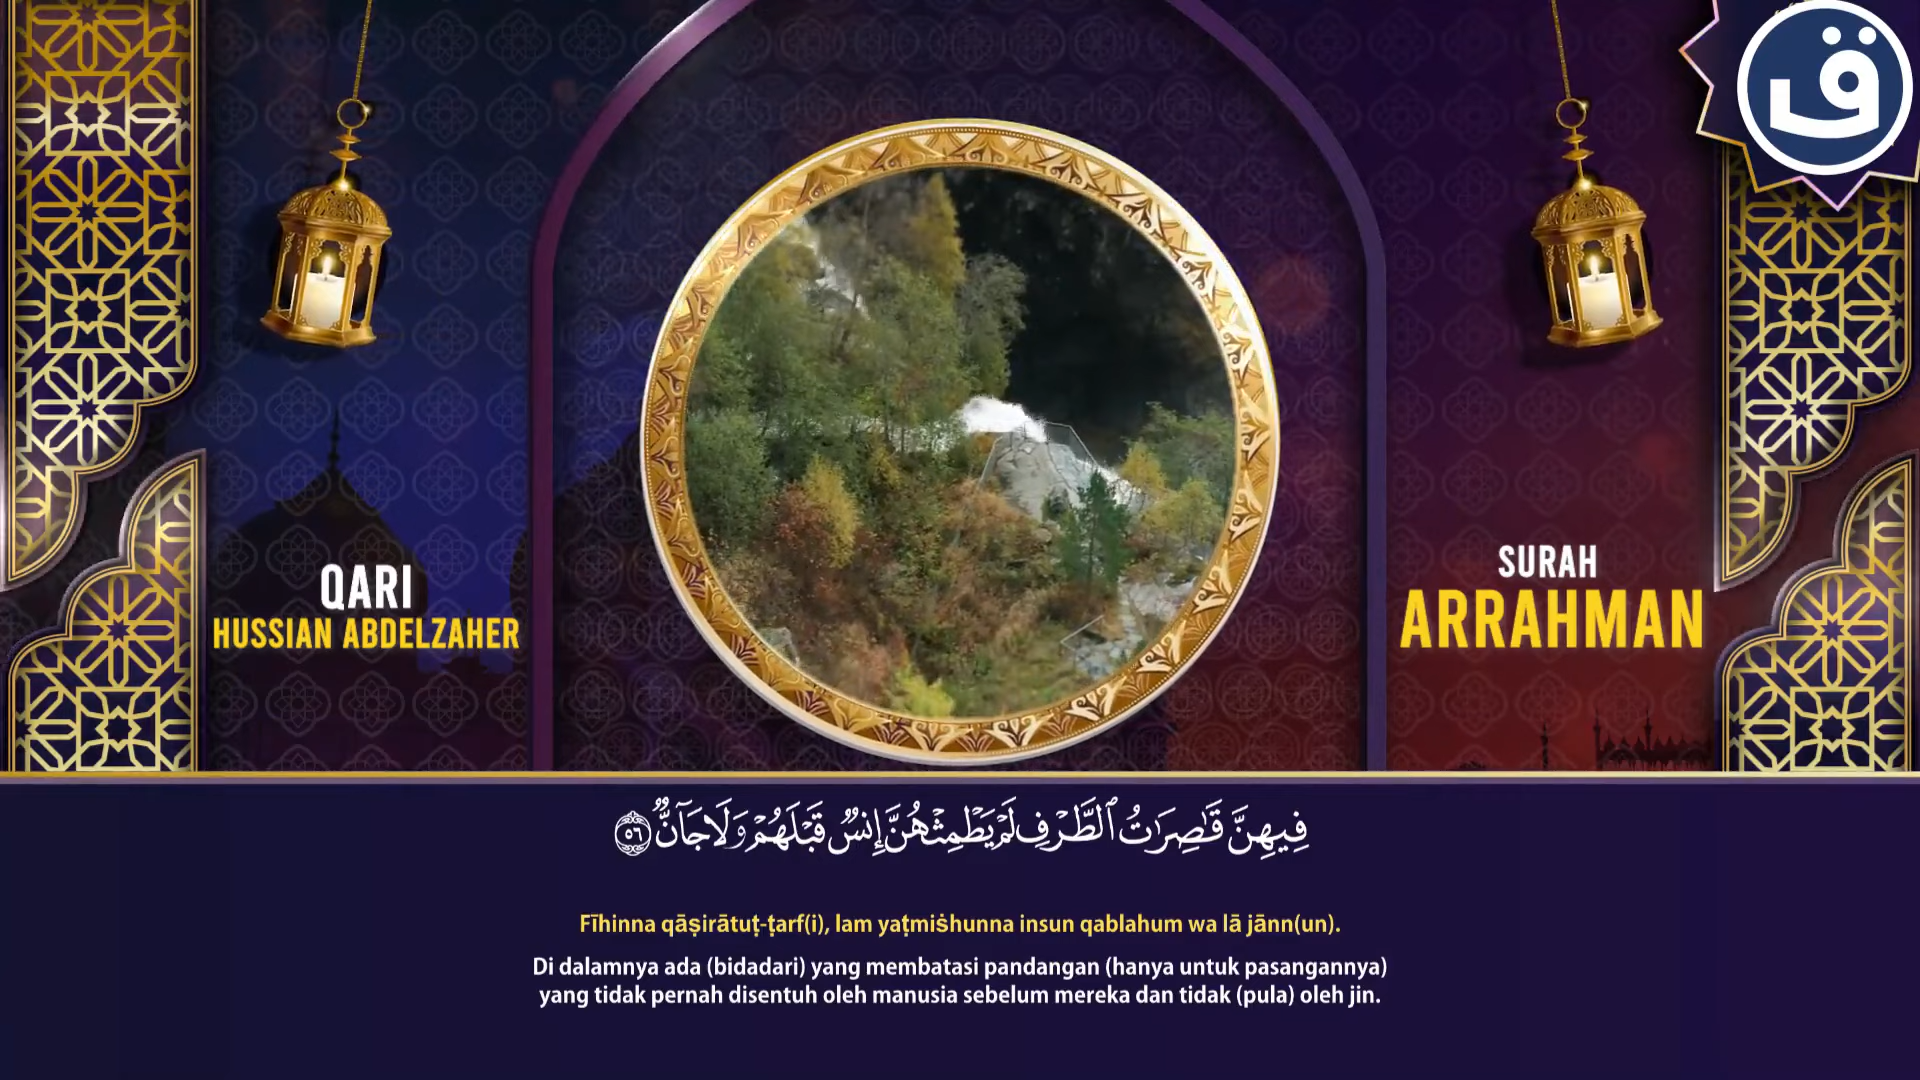 ق
QARI
HUSSIAN ABDELZAHER
SURAH
ARRAHMAN
فِيهِنَّ قَٰصِرَٰتُ ٱلطَّرْفِ لَمْ يَطْمِثْهُنَّ إِنسٌ قَبْلَهُمْ وَلَا جَآنٌّ ٥٦
Fīhinna qāṣirātuṭ-ṭarf(i), lam yaṭmiṡhunna insun qablahum wa lā jānn(un).
Di dalamnya ada (bidadari) yang membatasi pandangan (hanya untuk pasangannya)
yang tidak pernah disentuh oleh manusia sebelum mereka dan tidak (pula) oleh jin.